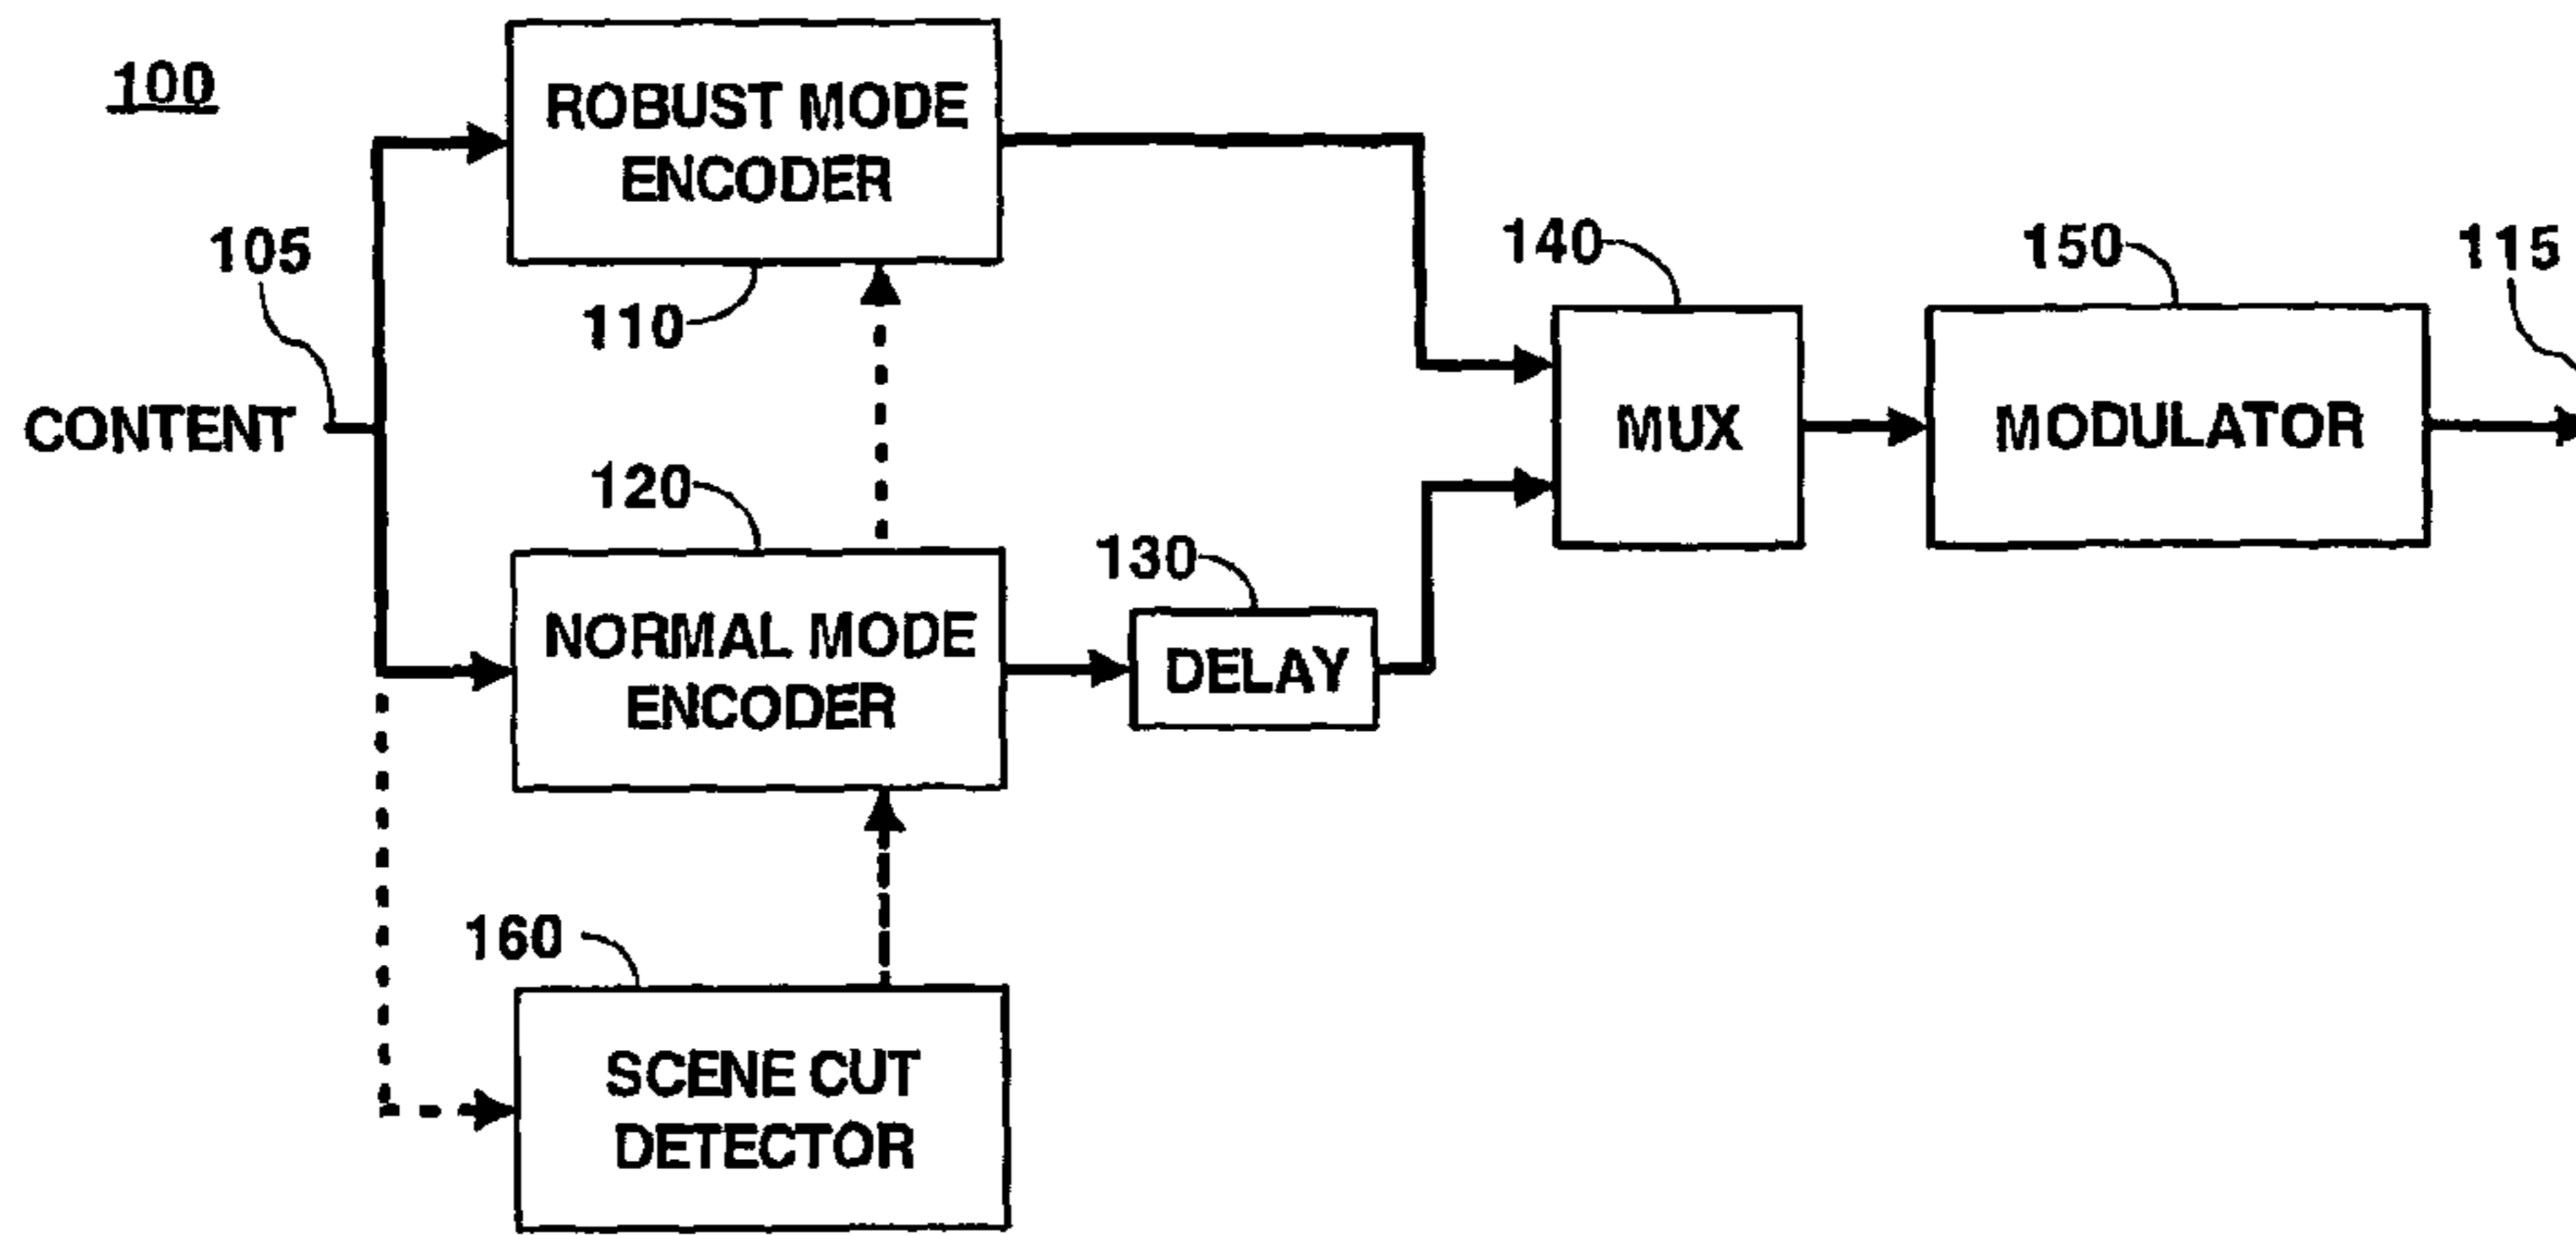 100
ROBUST MODE
ENCODER
105
110
140
150
115
CONTENT
MUX
MODULATOR
120
130
NORMAL MODE
ENCODER
DELAY
160
SCENE CUT
DETECTOR